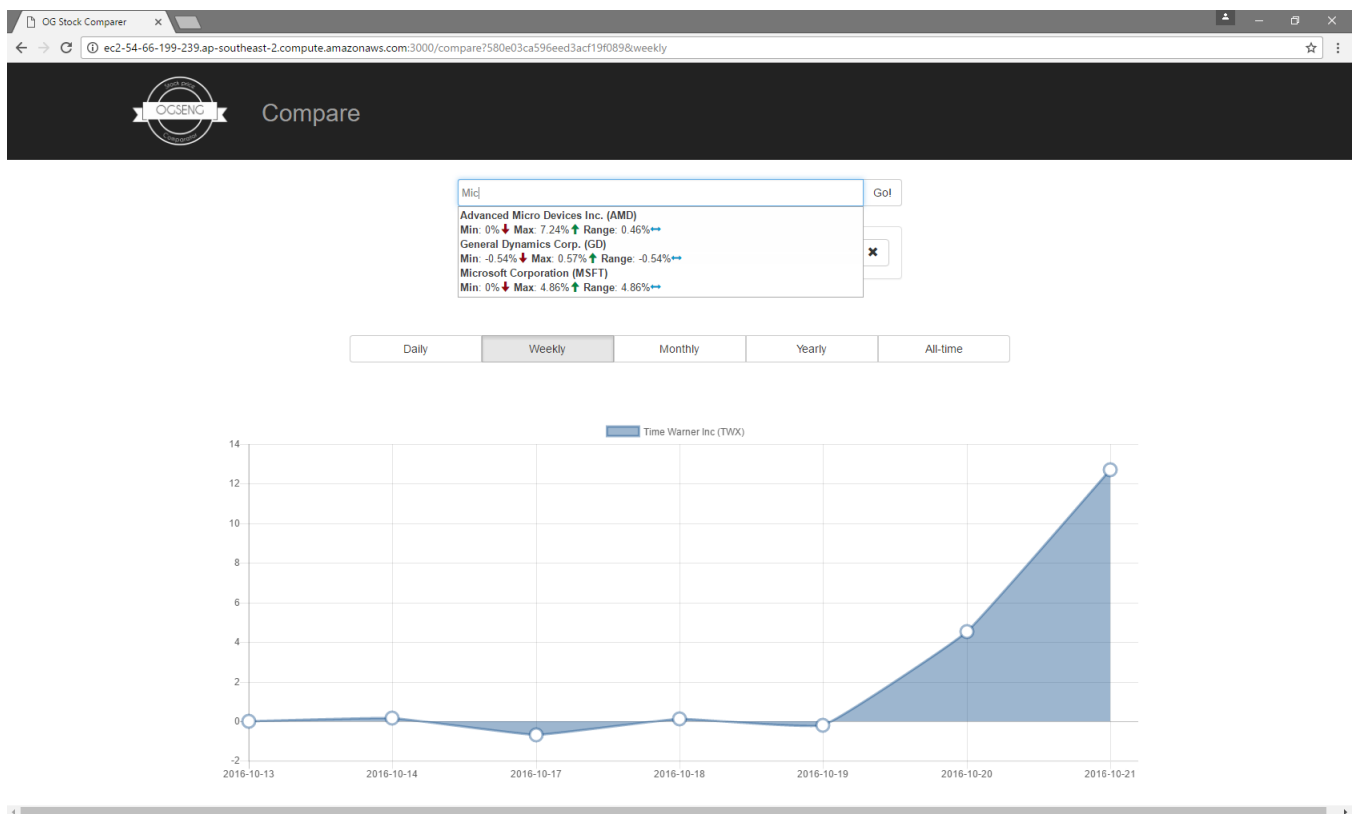 OG Stock Comparer
ec2-54-66-199-239.ap-southeast-2.compute.amazonaws.com:3000/compare?580e03ca596eed3acf19f089&weekly
Stock price
OGSENG
Comparator
Compare
Mic
Go!
Advanced Micro Devices Inc. (AMD)
Min: 0% Max: 7.24% Range: 0.46%
General Dynamics Corp. (GD)
Min: -0.54% Max: 0.57% Range: -0.54%
Microsoft Corporation (MSFT)
Min: 0% Max: 4.86% Range: 4.86%
Daily Weekly Monthly Yearly All-time
Time Warner Inc (TWX)
14
12
10
8
6
4
2
0
-2
2016-10-13 2016-10-14 2016-10-17 2016-10-18 2016-10-19 2016-10-20 2016-10-21